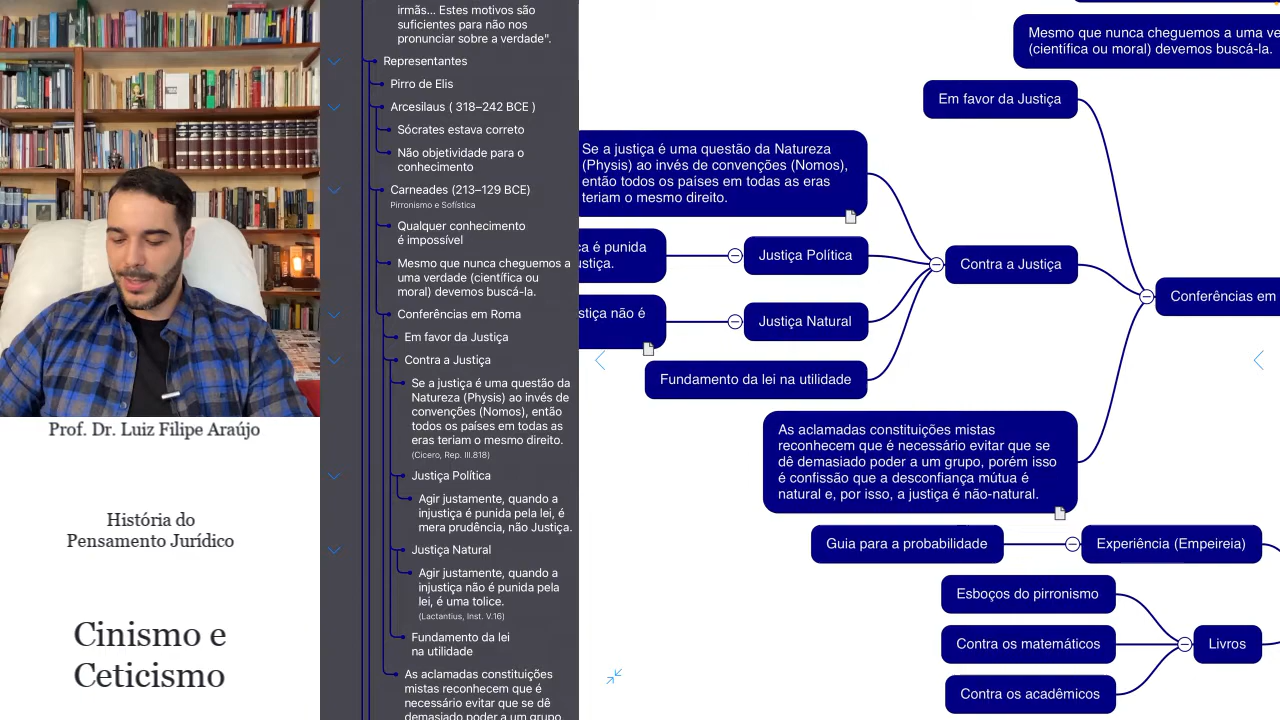 Prof. Dr. Luiz Filipe Araújo
História do
Pensamento Jurídico
Cinismo e
Ceticismo
irmãs... Estes motivos são
suficientes para não nos
pronunciar sobre a verdade".
Representantes
Pirro de Elis
Arcesilaus ( 318–242 BCE )
Sócrates estava correto
Não objetividade para o
conhecimento
Carneades (213–129 BCE)
Pirronismo e Sofística
Qualquer conhecimento
é impossível
Mesmo que nunca cheguemos a
uma verdade (científica ou
moral) devemos buscá-la.
Conferências em Roma
Em favor da Justiça
Contra a Justiça
Se a justiça é uma questão da
Natureza (Physis) ao invés de
convenções (Nomos), então
todos os países em todas as
eras teriam o mesmo direito.
(Cicero, Rep. III.818)
Justiça Política
Agir justamente, quando a
injustiça é punida pela lei, é
mera prudência, não Justiça.
Justiça Natural
Agir justamente, quando a
injustiça não é punida pela
lei, é uma tolice.
(Lactantius, Inst. V.16)
Fundamento da lei
na utilidade
As aclamadas constituições
mistas reconhecem que é
necessário evitar que se dê
demasiado poder a um grupo
Mesmo que nunca cheguemos a uma ve
(científica ou moral) devemos buscá-la.
Em favor da Justiça
Se a justiça é uma questão da Natureza
(Physis) ao invés de convenções (Nomos),
então todos os países em todas as eras
teriam o mesmo direito.
ça é punida
ustiça.
Justiça Política
Contra a Justiça
Conferências em
stiça não é
Justiça Natural
Fundamento da lei na utilidade
As aclamadas constituições mistas
reconhecem que é necessário evitar que se
dê demasiado poder a um grupo, porém isso
é confissão que a desconfiança mútua é
natural e, por isso, a justiça é não-natural.
Guia para a probabilidade
Experiência (Empeireia)
Esboços do pirronismo
Contra os matemáticos
Livros
Contra os acadêmicos